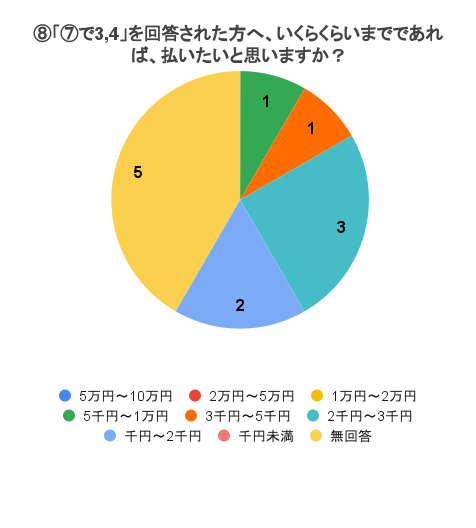 ⑧「⑦で3,4」を回答された方へ、いくらくらいまでであれ
ば、払いたいと思いますか？
1
1
5
3
2
5万円～10万円 2万円～5万円 1万円～2万円
5千円～1万円 3千円～5千円 2千円～3千円
千円～2千円 千円未満 無回答